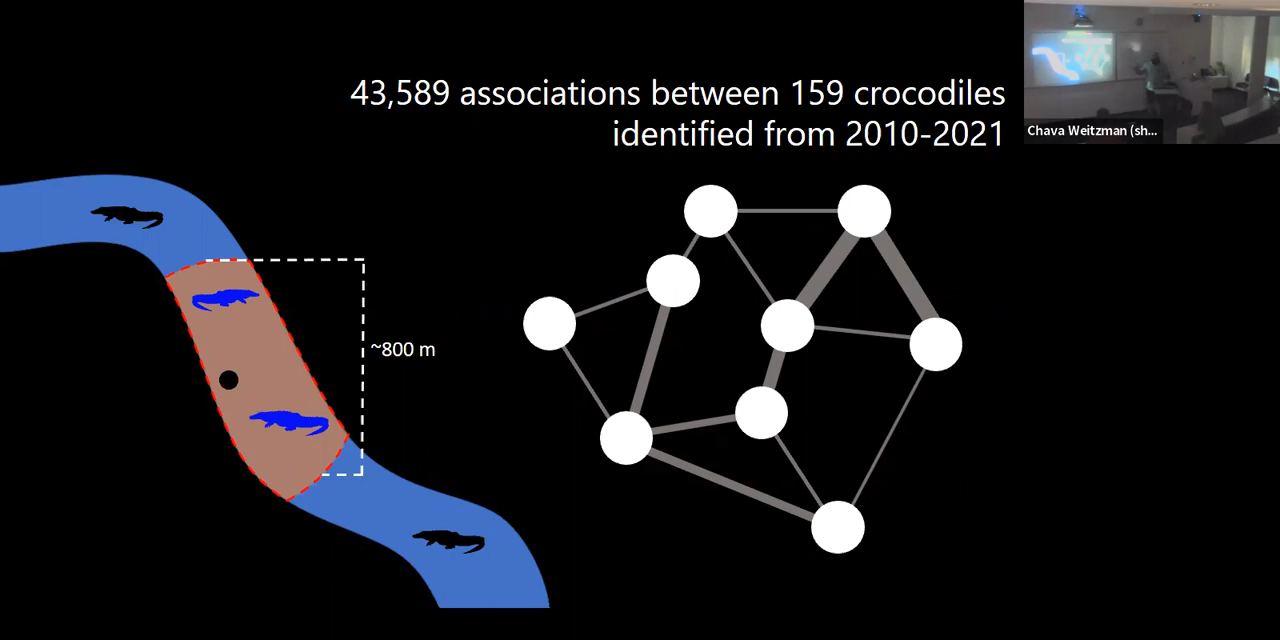 43,589 associations between 159 crocodiles
identified from 2010-2021
Chava Weitzman (sh...
~800 m